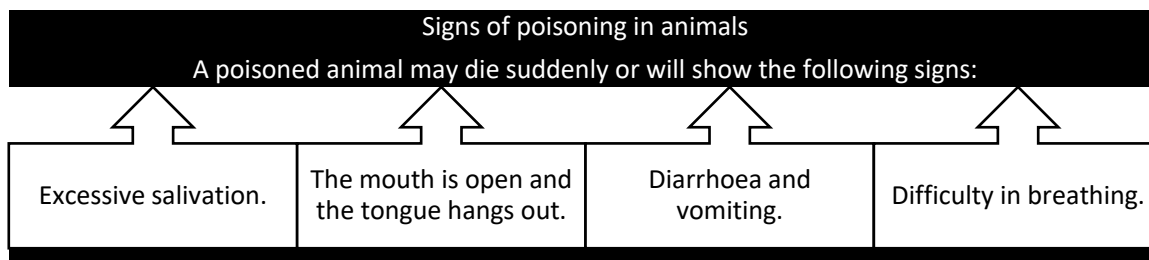 Signs of poisoning in animals
A poisoned animal may die suddenly or will show the following signs:
Excessive salivation.
The mouth is open and
the tongue hangs out.
Diarrhoea and
vomiting.
Difficulty in breathing.